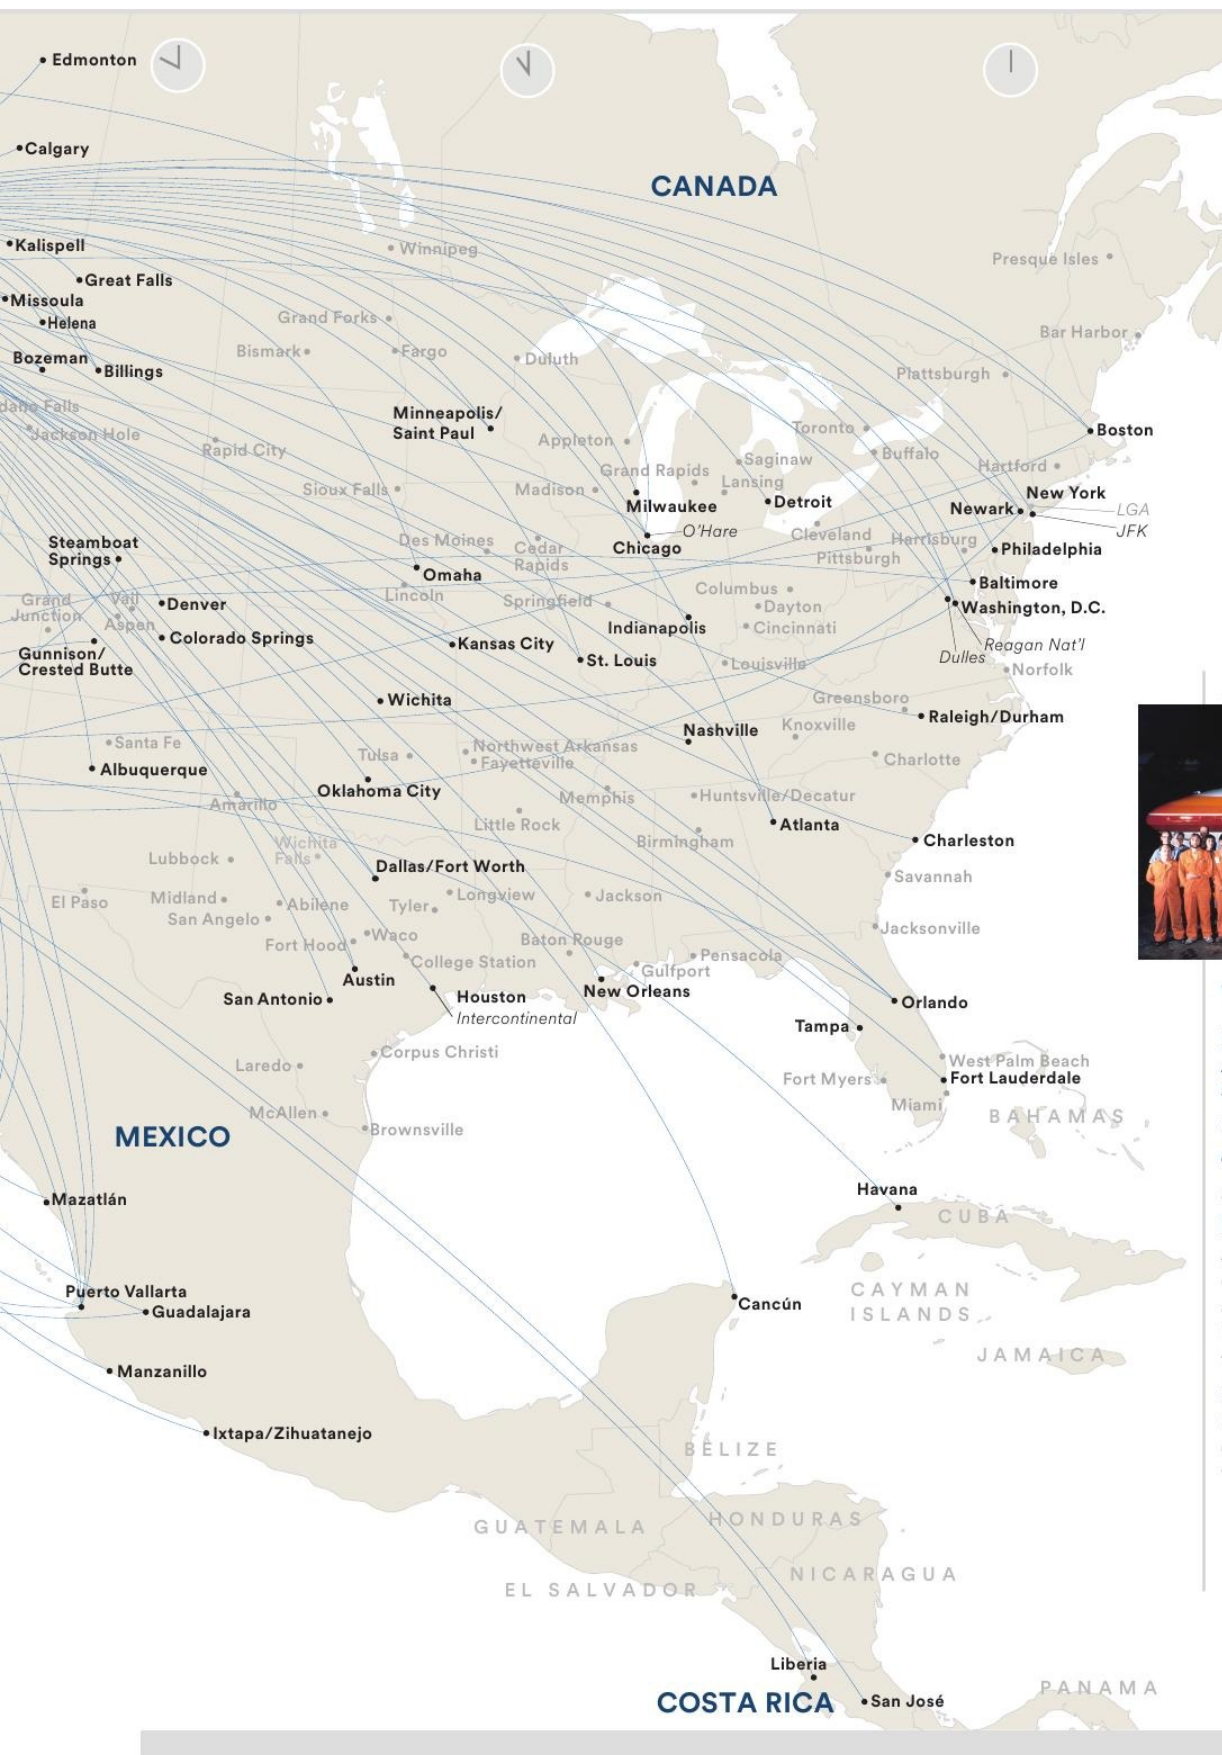 Edmonton
Calgary
CANADA
Kalispell
Winnipeg
Presque Isles
Great Falls
Missoula
Helena
Grand Forks
Bar Harbor
Bozeman
Billings
Bismarck
Fargo
Duluth
Plattsburgh
daho Falls
Jackson Hole
Rapid City
Minneapolis/
Saint Paul
Appleton
Toronto
Boston
Buffalo
Saginaw
Grand Rapids
Lansing
Hartford
Sioux Falls
Madison
Milwaukee
Detroit
New York
Newark
LGA
JFK
O'Hare
Chicago
Cleveland
Pittsburgh
Harrisburg
Philadelphia
Steamboat
Springs
Des Moines
Cedar
Rapids
Omaha
Lincoln
Springfield
Columbus
Dayton
Cincinnati
Baltimore
Washington, D.C.
Reagan Nat'l
Dulles
Norfolk
Grand
Junction
Vail
Aspen
Denver
Colorado Springs
Gunnison/
Crested Butte
Kansas City
St. Louis
Indianapolis
Louisville
Wichita
Greensboro
Raleigh/Durham
Nashville
Knoxville
Charlotte
Santa Fe
Albuquerque
Tulsa
Northwest Arkansas
Fayetteville
Oklahoma City
Amarillo
Memphis
Huntsville/Decatur
Little Rock
Birmingham
Atlanta
Charleston
Wichita
Falls
Lubbock
Dallas/Fort Worth
Savannah
El Paso
Midland
San Angelo
Abilene
Tyler
Longview
Jackson
Fort Hood
Waco
Baton Rouge
Jacksonville
College Station
Pensacola
Gulfport
Austin
San Antonio
Houston
Intercontinental
New Orleans
Orlando
Tampa
Corpus Christi
Laredo
West Palm Beach
Fort Myers
Fort Lauderdale
Miami
BAHAMAS
McAllen
Brownsville
MEXICO
Mazatlán
Havana
CUBA
Puerto Vallarta
Guadalajara
Cancún
CAYMAN
ISLANDS
JAMAICA
Manzanillo
Ixtapa/Zihuatanejo
BELIZE
GUATEMALA
HONDURAS
EL SALVADOR
NICARAGUA
Liberia
COSTA RICA
San José
PANAMA